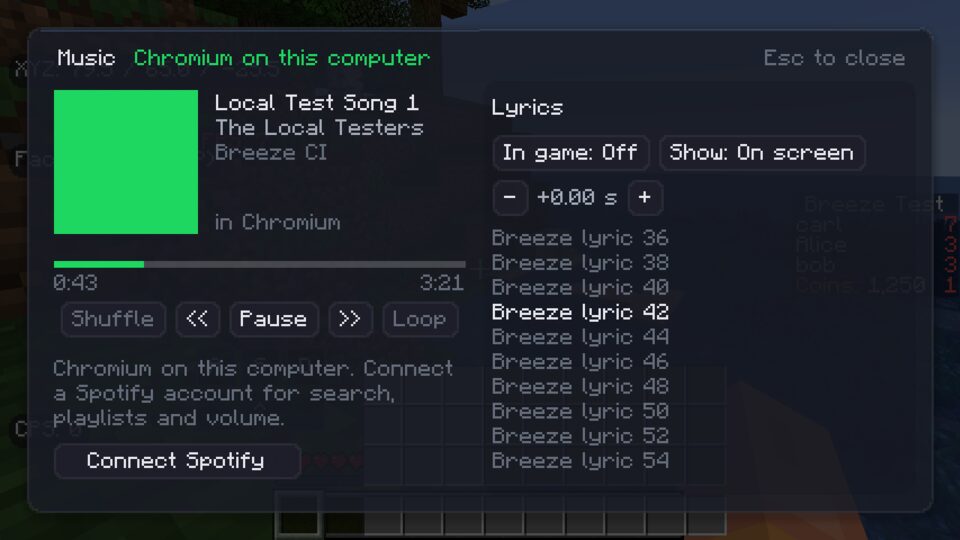 Music Chromium on this computer
Esc to close
Local Test Song 1
The Local Testers
Breeze CI
in Chromium
0:43
3:21
Shuffle << Pause >> Loop
Chromium on this computer. Connect
a Spotify account for search,
playlists and volume.
Connect Spotify
Lyrics
In game: Off Show: On screen
- +0.00 s +
Breeze lyric 36
Breeze lyric 38
Breeze lyric 40
Breeze lyric 42
Breeze lyric 44
Breeze lyric 46
Breeze lyric 48
Breeze lyric 50
Breeze lyric 52
Breeze lyric 54
Breeze Test
carl 7
Alice 3
bob 3
Coins: 1,250 1